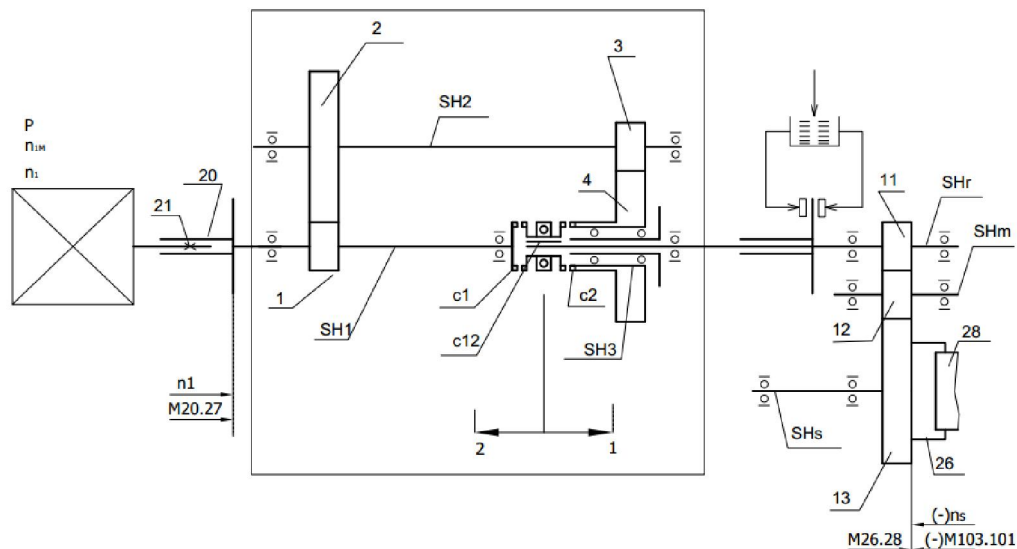 2
3
SH2
P
n1M
n1
20
21
4
11
SHr
SHm
1
SH1
c1
c12
c2
SH3
12
28
n1
M20.27
2
1
SHs
26
13
(-)ns
M26.28
(-)M103.101